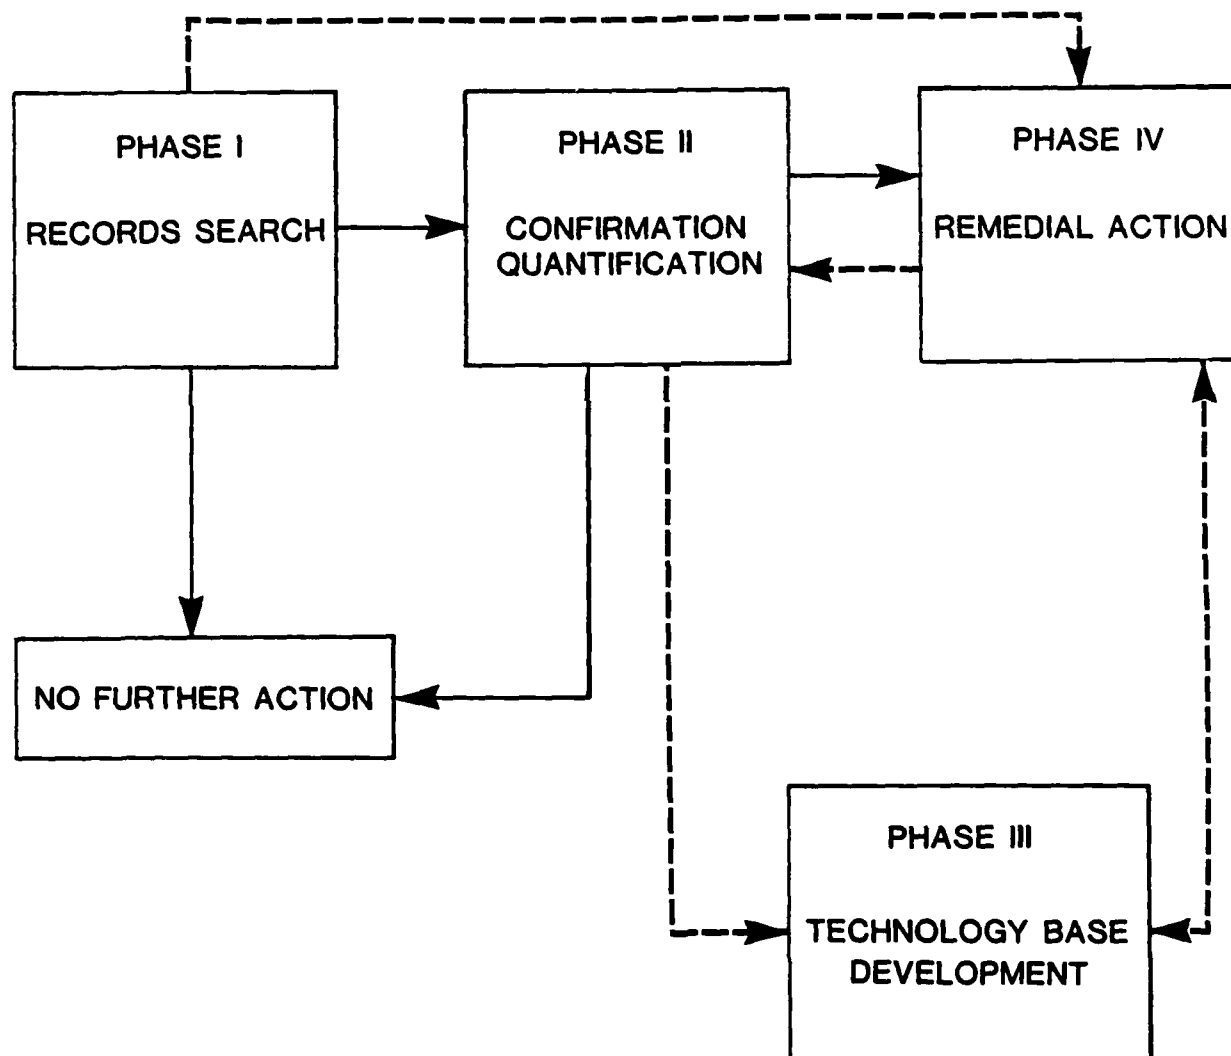 PHASE I
RECORDS SEARCH
PHASE II
CONFIRMATION
QUANTIFICATION
PHASE IV
REMEDIAL ACTION
NO FURTHER ACTION
PHASE III
TECHNOLOGY BASE
DEVELOPMENT